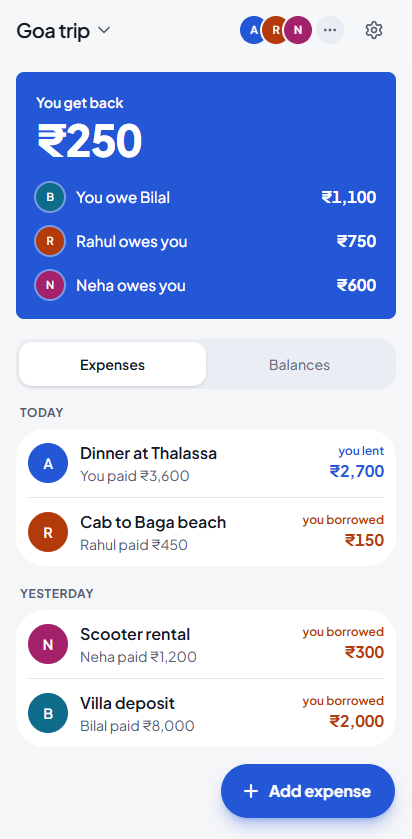 Goa trip
A R N
You get back
₹250
B You owe Bilal ₹1,100
R Rahul owes you ₹750
N Neha owes you ₹600
Expenses Balances
TODAY
A Dinner at Thalassa you lent
You paid ₹3,600 ₹2,700
R Cab to Baga beach you borrowed
Rahul paid ₹450 ₹150
YESTERDAY
N Scooter rental you borrowed
Neha paid ₹1,200 ₹300
B Villa deposit you borrowed
Bilal paid ₹8,000 ₹2,000
+ Add expense